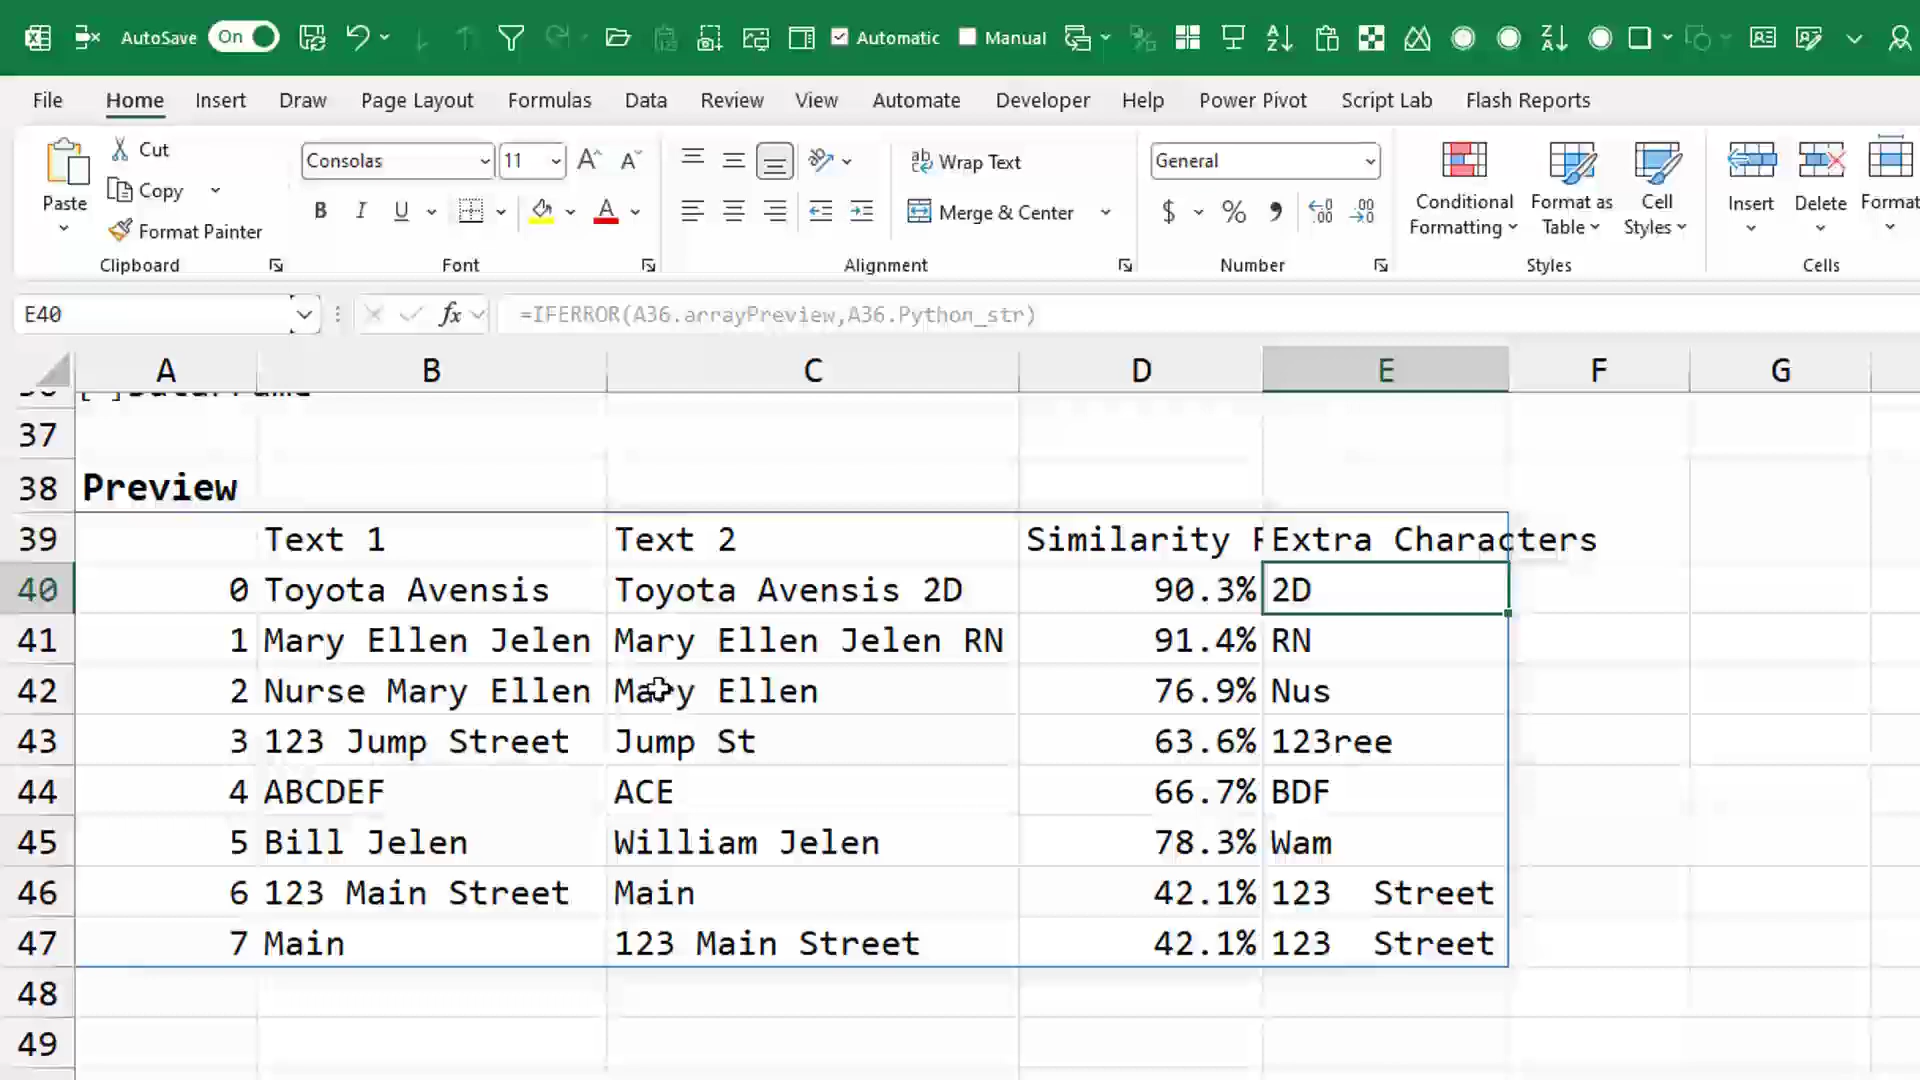 AutoSave On Automatic Manual
File Home Insert Draw Page Layout Formulas Data Review View Automate Developer Help Power Pivot Script Lab Flash Reports
Paste Cut Consolas 11 Wrap Text General Conditional Formatting Format as Table Cell Styles Insert Delete Format
Copy
Format Painter B I U Merge & Center $ %
Clipboard Font Alignment Number Styles Cells
E40 fx =IFERROR(A36.arrayPreview,A36.Python_str)
A B C D E F G
37
38 Preview
39 Text 1 Text 2 Similarity Extra Characters
40 0 Toyota Avensis Toyota Avensis 2D 90.3% 2D
41 1 Mary Ellen Jelen Mary Ellen Jelen RN 91.4% RN
42 2 Nurse Mary Ellen Mary Ellen 76.9% Nus
43 3 123 Jump Street Jump St 63.6% 123ree
44 4 ABCDEF ACE 66.7% BDF
45 5 Bill Jelen William Jelen 78.3% Wam
46 6 123 Main Street Main 42.1% 123  Street
47 7 Main 123 Main Street 42.1% 123  Street
48
49